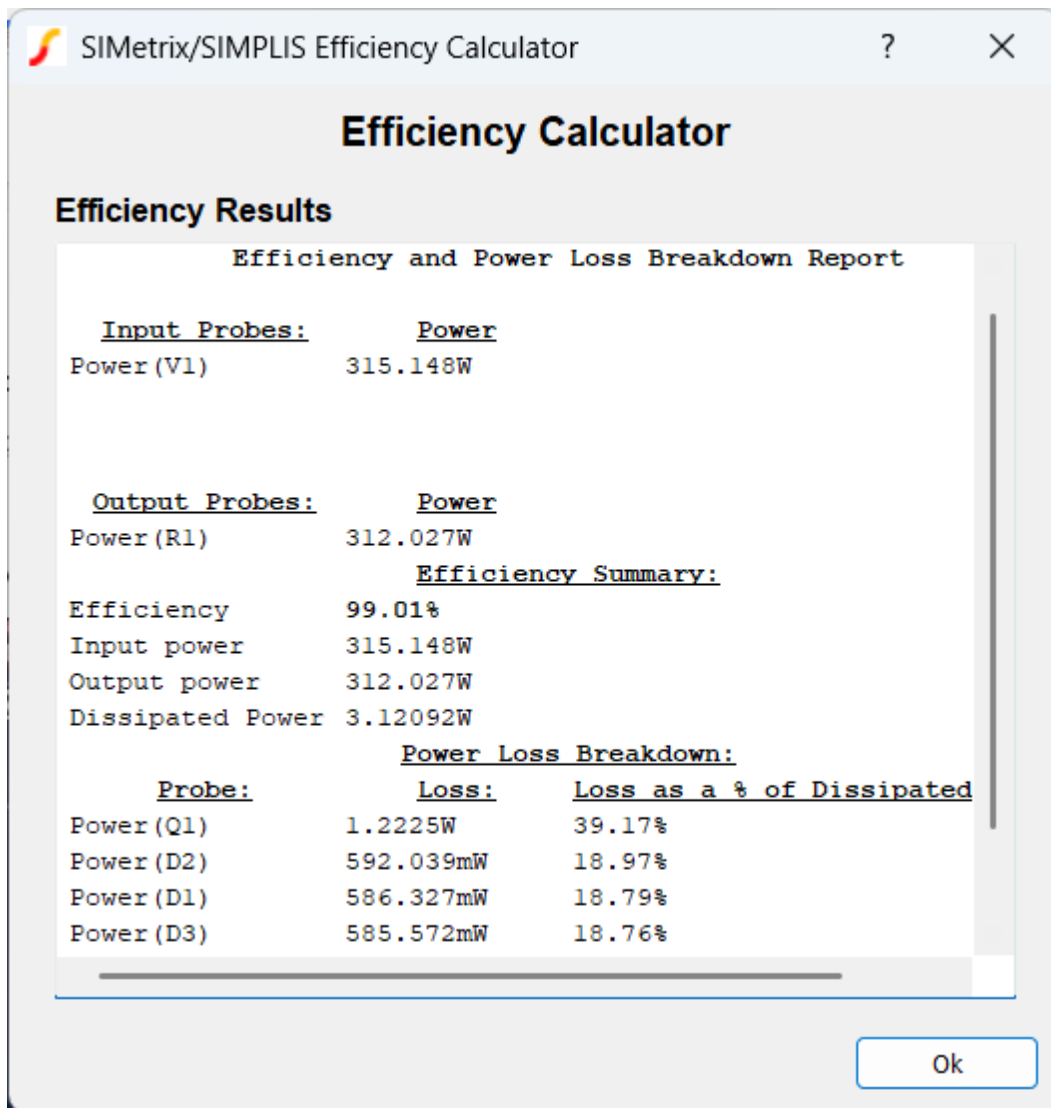 SIMetrix/SIMPLIS Efficiency Calculator ? ×
Efficiency Calculator
Efficiency Results
Efficiency and Power Loss Breakdown Report
Input Probes: Power
Power(V1) 315.148W
Output Probes: Power
Power(R1) 312.027W
Efficiency Summary:
Efficiency 99.01%
Input power 315.148W
Output power 312.027W
Dissipated Power 3.12092W
Power Loss Breakdown:
Probe: Loss: Loss as a % of Dissipated
Power(Q1) 1.2225W 39.17%
Power(D2) 592.039mW 18.97%
Power(D1) 586.327mW 18.79%
Power(D3) 585.572mW 18.76%
Ok